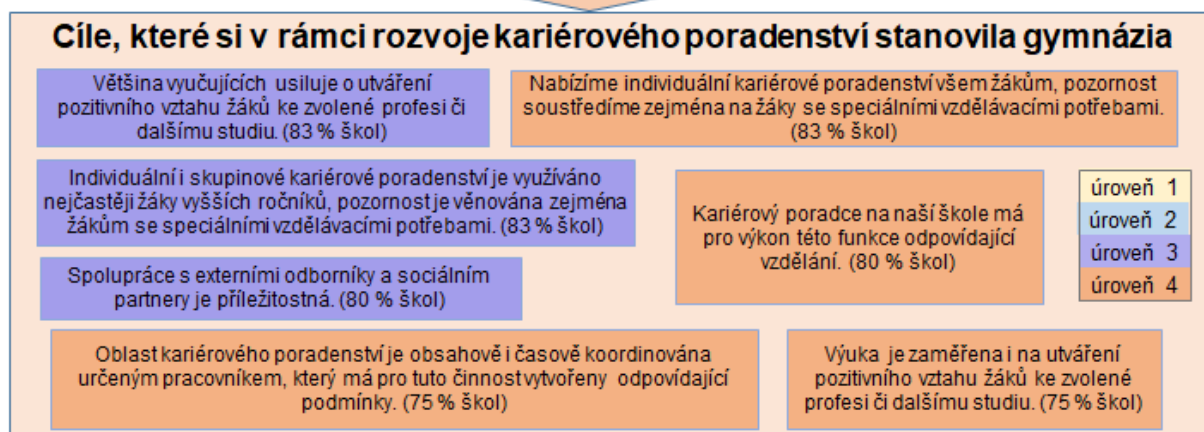 Cíle, které si v rámci rozvoje kariérového poradenství stanovila gymnázia
Většina vyučujících usiluje o utváření
pozitivního vztahu žáků ke zvolené profesi či
dalšímu studiu. (83 % škol)
Nabízíme individuální kariérové poradenství všem žákům, pozornost
soustředíme zejména na žáky se speciálními vzdělávacími potřebami.
(83 % škol)
Individuální i skupinové kariérové poradenství je využíváno
nejčastěji žáky vyšších ročníků, pozornost je věnována zejména
žákům se speciálními vzdělávacími potřebami. (83 % škol)
Kariérový poradce na naší škole má
pro výkon této funkce odpovídající
vzdělání. (80 % škol)
úroveň 1
úroveň 2
úroveň 3
úroveň 4
Spolupráce s externími odborníky a sociálním
partnery je příležitostná. (80 % škol)
Oblast kariérového poradenství je obsahově i časově koordinována
určeným pracovníkem, který má pro tuto činnost vytvořeny odpovídající
podmínky. (75 % škol)
Výuka je zaměřena i na utváření
pozitivního vztahu žáků ke zvolené
profesi či dalšímu studiu. (75 % škol)